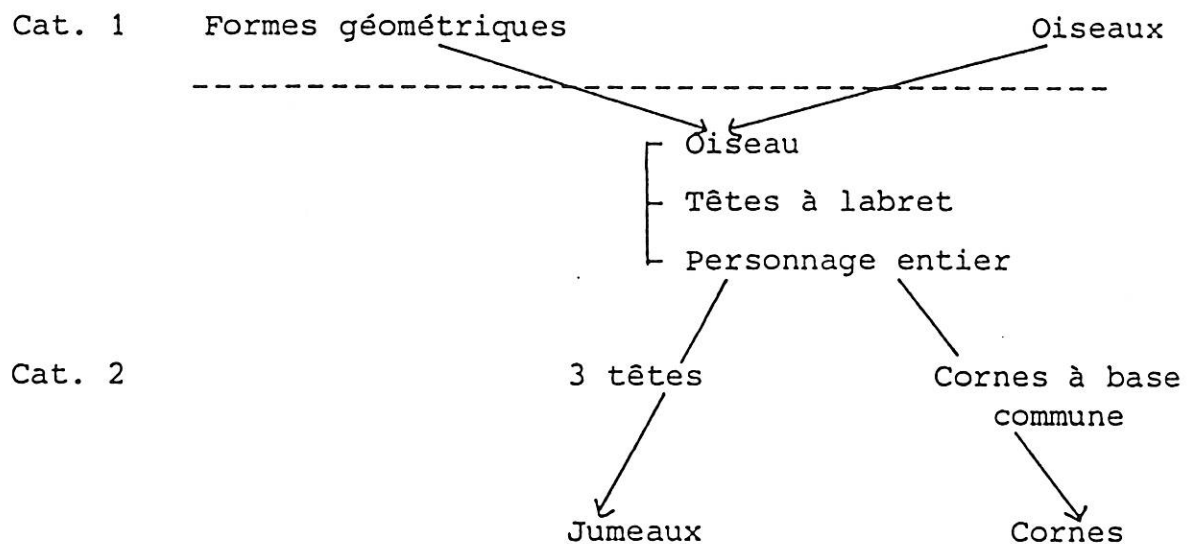 Cat. 1 Formes géométriques Oiseaux
Oiseau
Têtes à labret
Personnage entier
Cat. 2 3 têtes Cornes à base
commune
Jumeaux Cornes